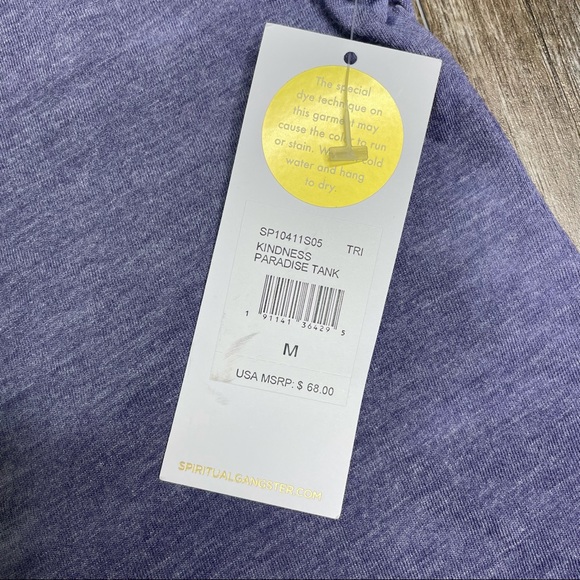 The special
dye technique on
this garment may
cause the color to run
or stain. cold
water and hang
to dry.
SP10411S05 TRI
KINDNESS
PARADISE TANK
1 91141 36429 5
M
USA MSRP: $ 68.00
SPIRITUALGANGSTER.COM